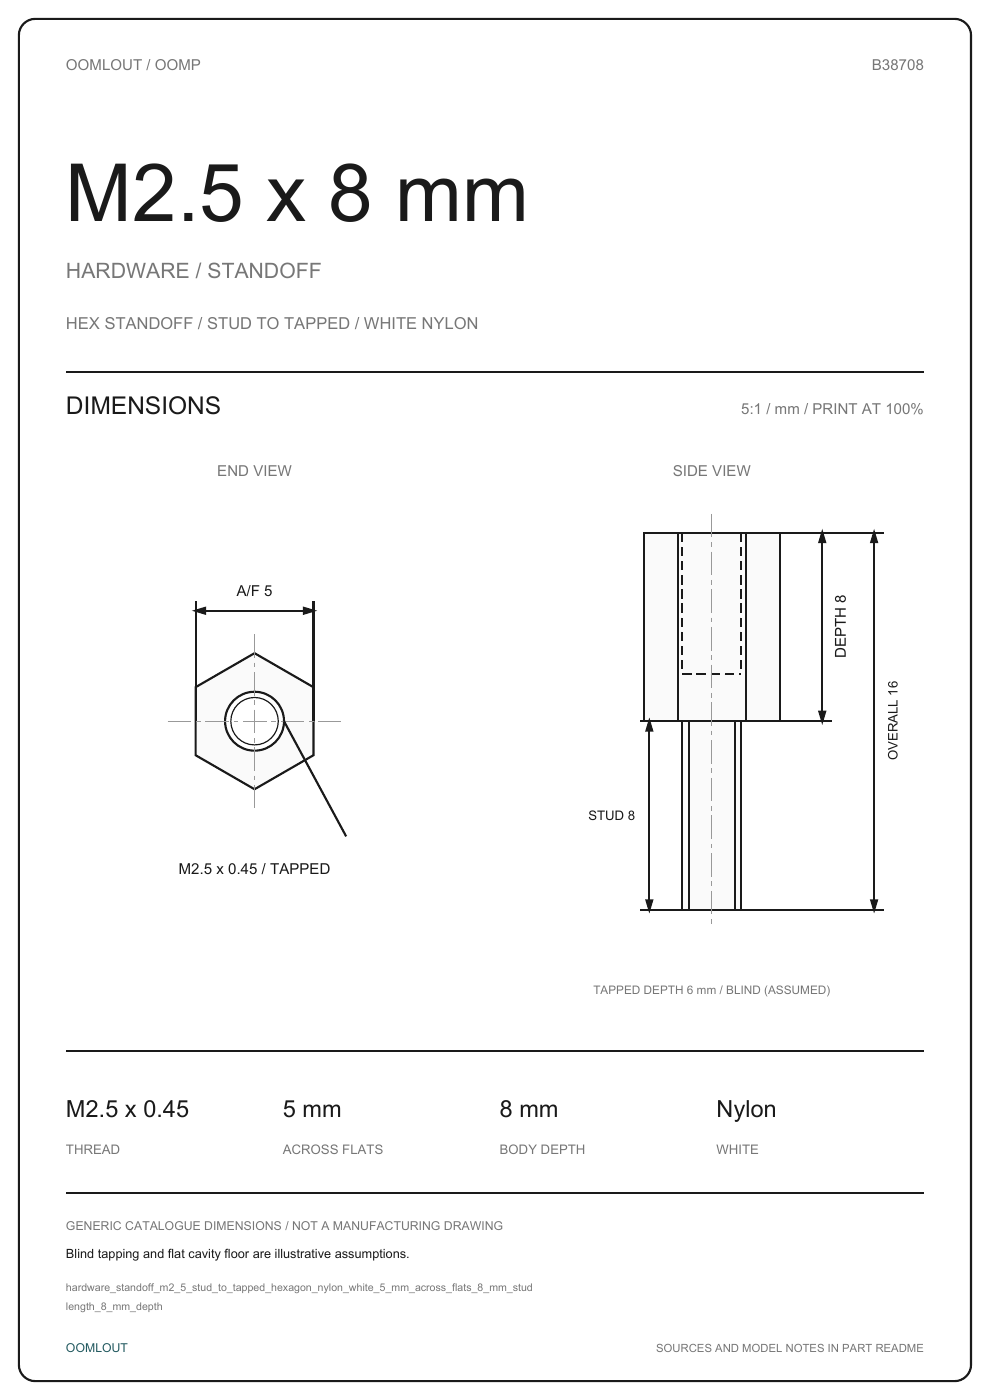 OOMLOUT / OOMP
B38708
M2.5 x 8 mm
HARDWARE / STANDOFF
HEX STANDOFF / STUD TO TAPPED / WHITE NYLON
DIMENSIONS
5:1 / mm / PRINT AT 100%
END VIEW
SIDE VIEW
A/F 5
DEPTH 8
OVERALL 16
STUD 8
M2.5 x 0.45 / TAPPED
TAPPED DEPTH 6 mm / BLIND (ASSUMED)
M2.5 x 0.45
5 mm
8 mm
Nylon
THREAD
ACROSS FLATS
BODY DEPTH
WHITE
GENERIC CATALOGUE DIMENSIONS / NOT A MANUFACTURING DRAWING
Blind tapping and flat cavity floor are illustrative assumptions.
hardware_standoff_m2_5_stud_to_tapped_hexagon_nylon_white_5_mm_across_flats_8_mm_stud
length_8_mm_depth
OOMLOUT
SOURCES AND MODEL NOTES IN PART README